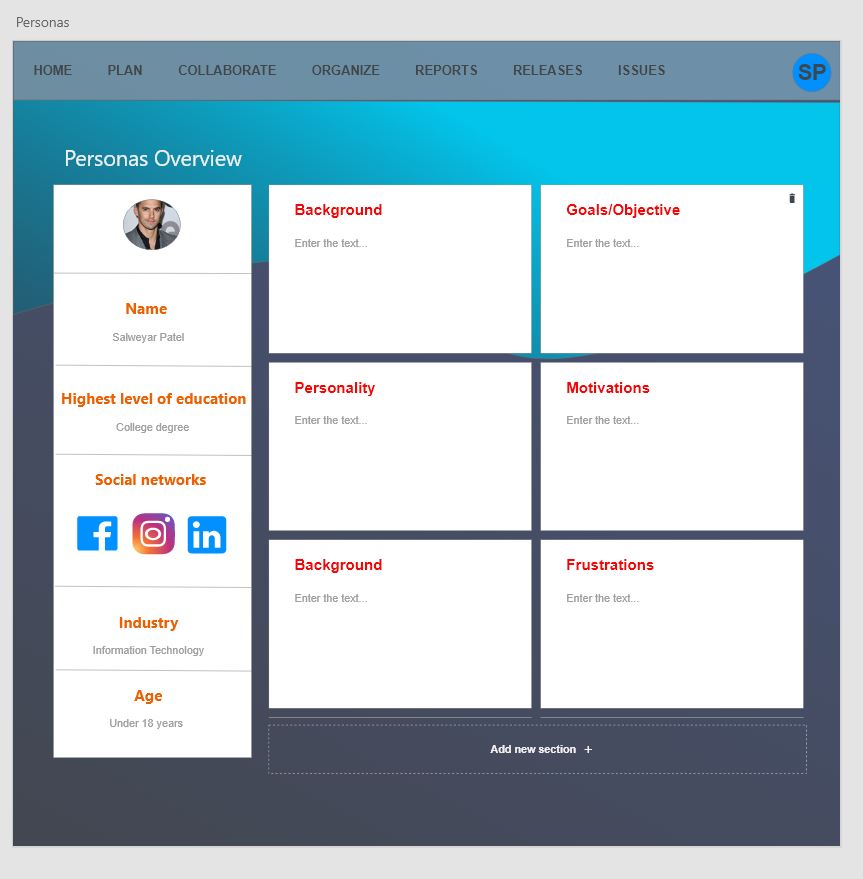 Personas
HOME PLAN COLLABORATE ORGANIZE REPORTS RELEASES ISSUES SP
Personas Overview
Name
Salweyar Patel
Highest level of education
College degree
Social networks
Industry
Information Technology
Age
Under 18 years
Background
Enter the text...
Goals/Objective
Enter the text...
Personality
Enter the text...
Motivations
Enter the text...
Background
Enter the text...
Frustrations
Enter the text...
Add new section +